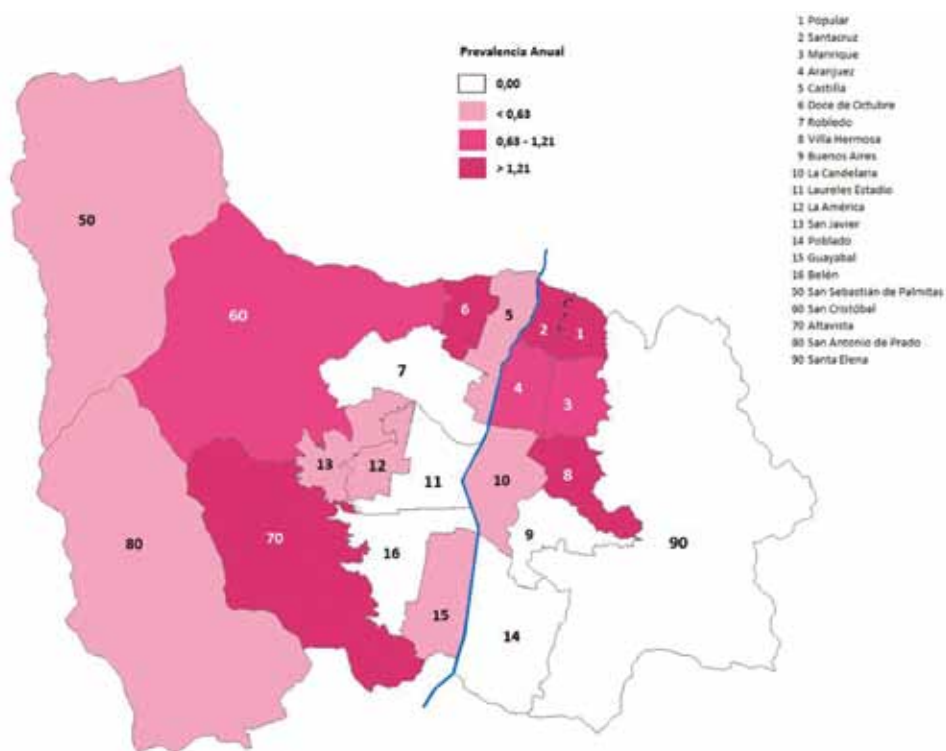 Prevalencia Anual
0,00
< 0,63
0,63 - 1,21
> 1,21
1 Popular
2 Santacruz
3 Manrique
4 Aranjuez
5 Castilla
6 Doce de Octubre
7 Robledo
8 Villa Hermosa
9 Buenos Aires
10 La Candelaria
11 Laureles Estadio
12 La América
13 San Javier
14 Poblado
15 Guayabal
16 Belén
50 San Sebastián de Palmitas
60 San Cristóbal
70 Altavista
80 San Antonio de Prado
90 Santa Elena
50
60
6
5
2
1
7
4
3
13
12
11
10
8
80
70
16
9
90
15
14